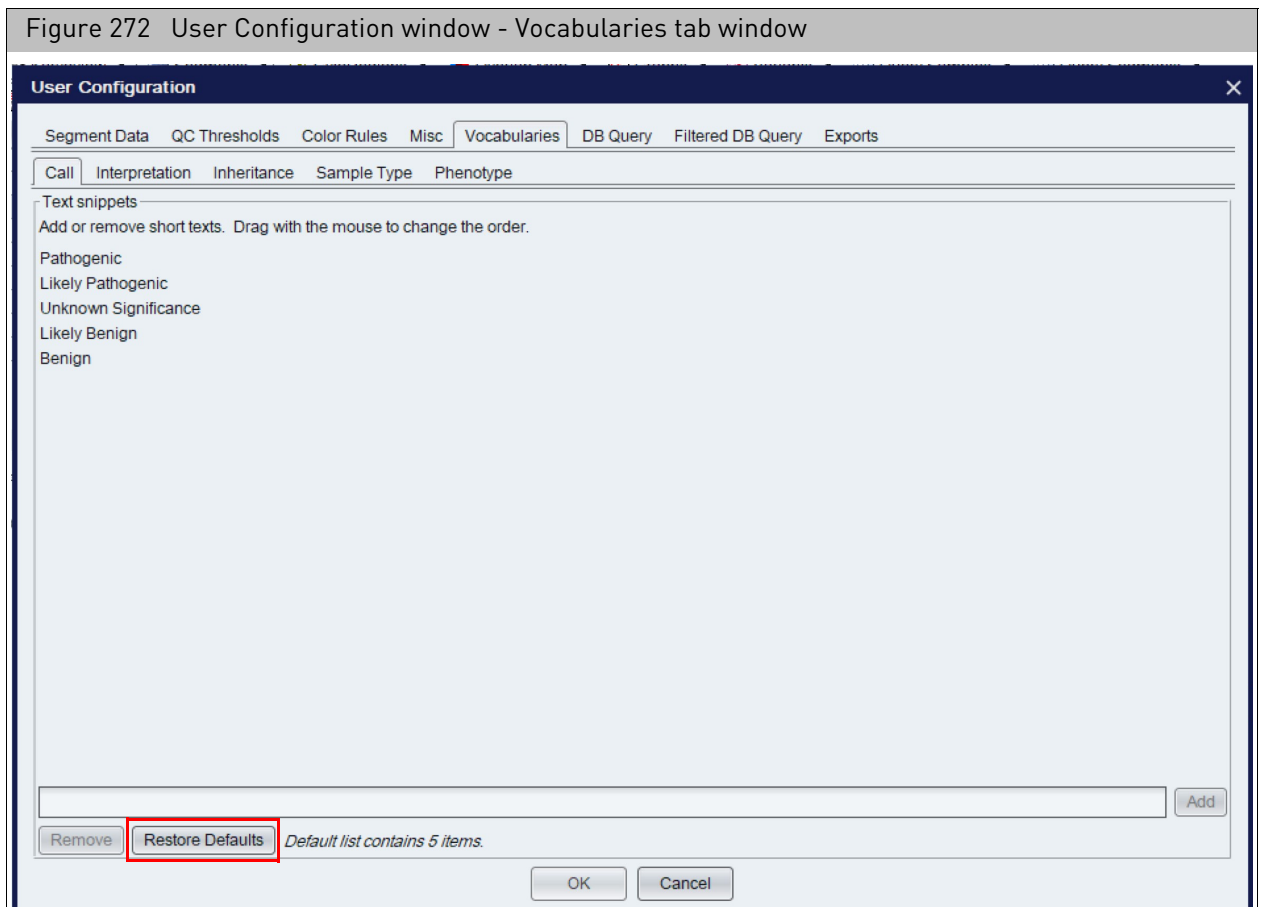 Figure 272 User Configuration window - Vocabularies tab window
User Configuration
Segment Data QC Thresholds Color Rules Misc Vocabularies DB Query Filtered DB Query Exports
Call Interpretation Inheritance Sample Type Phenotype
Text snippets
Add or remove short texts. Drag with the mouse to change the order.
Pathogenic
Likely Pathogenic
Unknown Significance
Likely Benign
Benign
Add
Remove Restore Defaults Default list contains 5 items.
OK Cancel